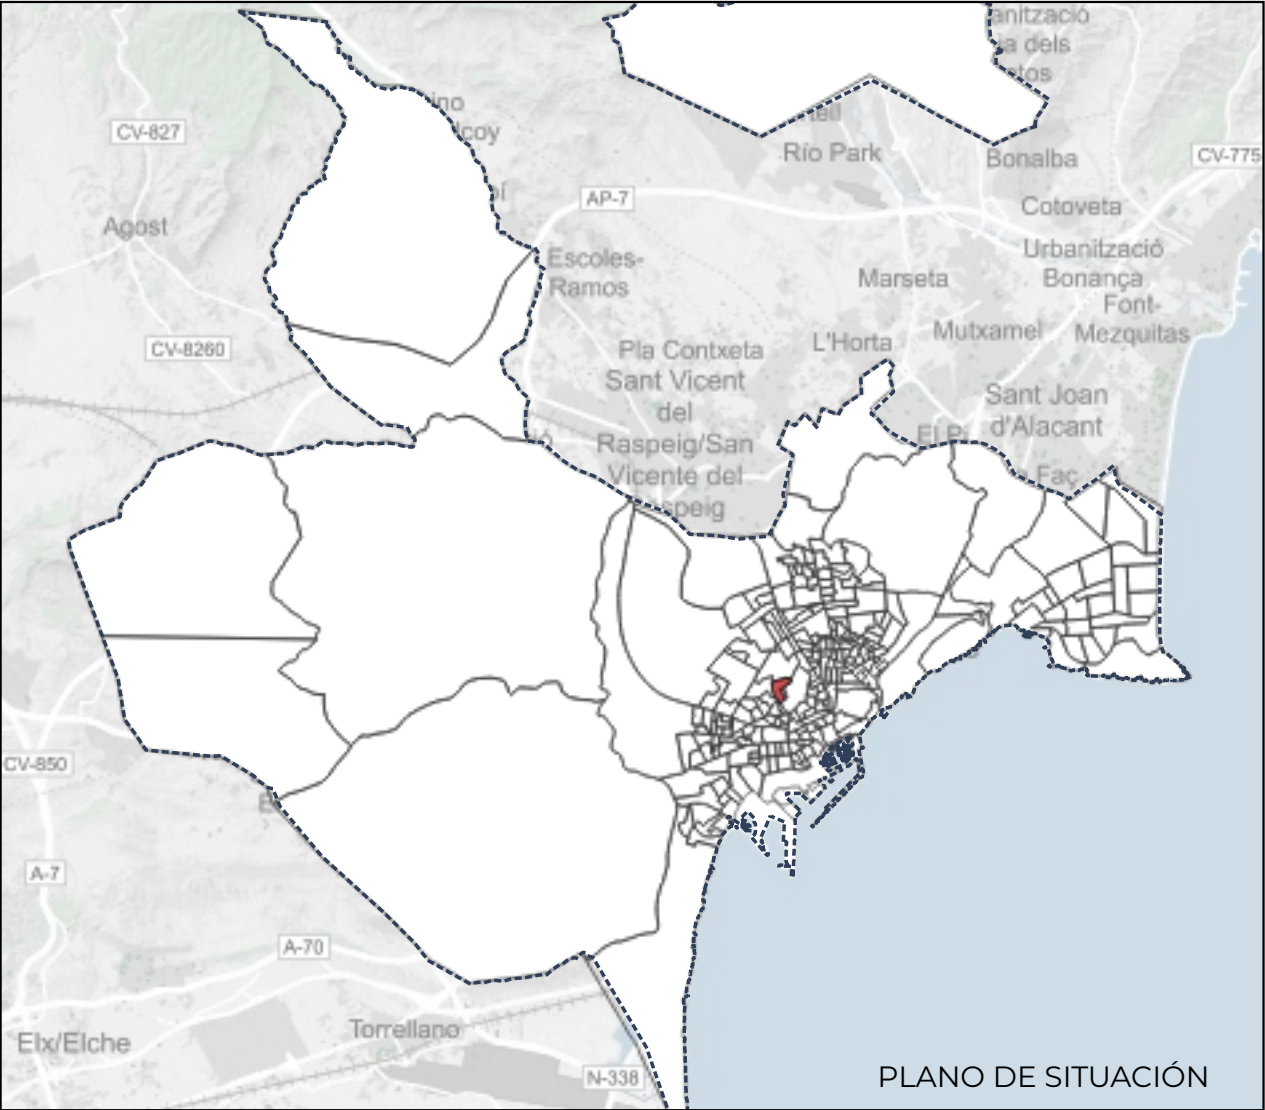 CV-827
Río Park
Bonalba
CV-775
AP-7
Cotoveta
Agost
Urbanització
Bonança
Escoles-
Ramos
Marseta
Font-
Mezquitas
Mutxamel
L'Horta
CV-8260
Pla Contxeta
Sant Vicent
del
Raspeig/San
Vicente del
Sant Joan
d'Alacant
CV-850
A-7
A-70
Elx/Elche
Torrellano
N-338
PLANO DE SITUACIÓN